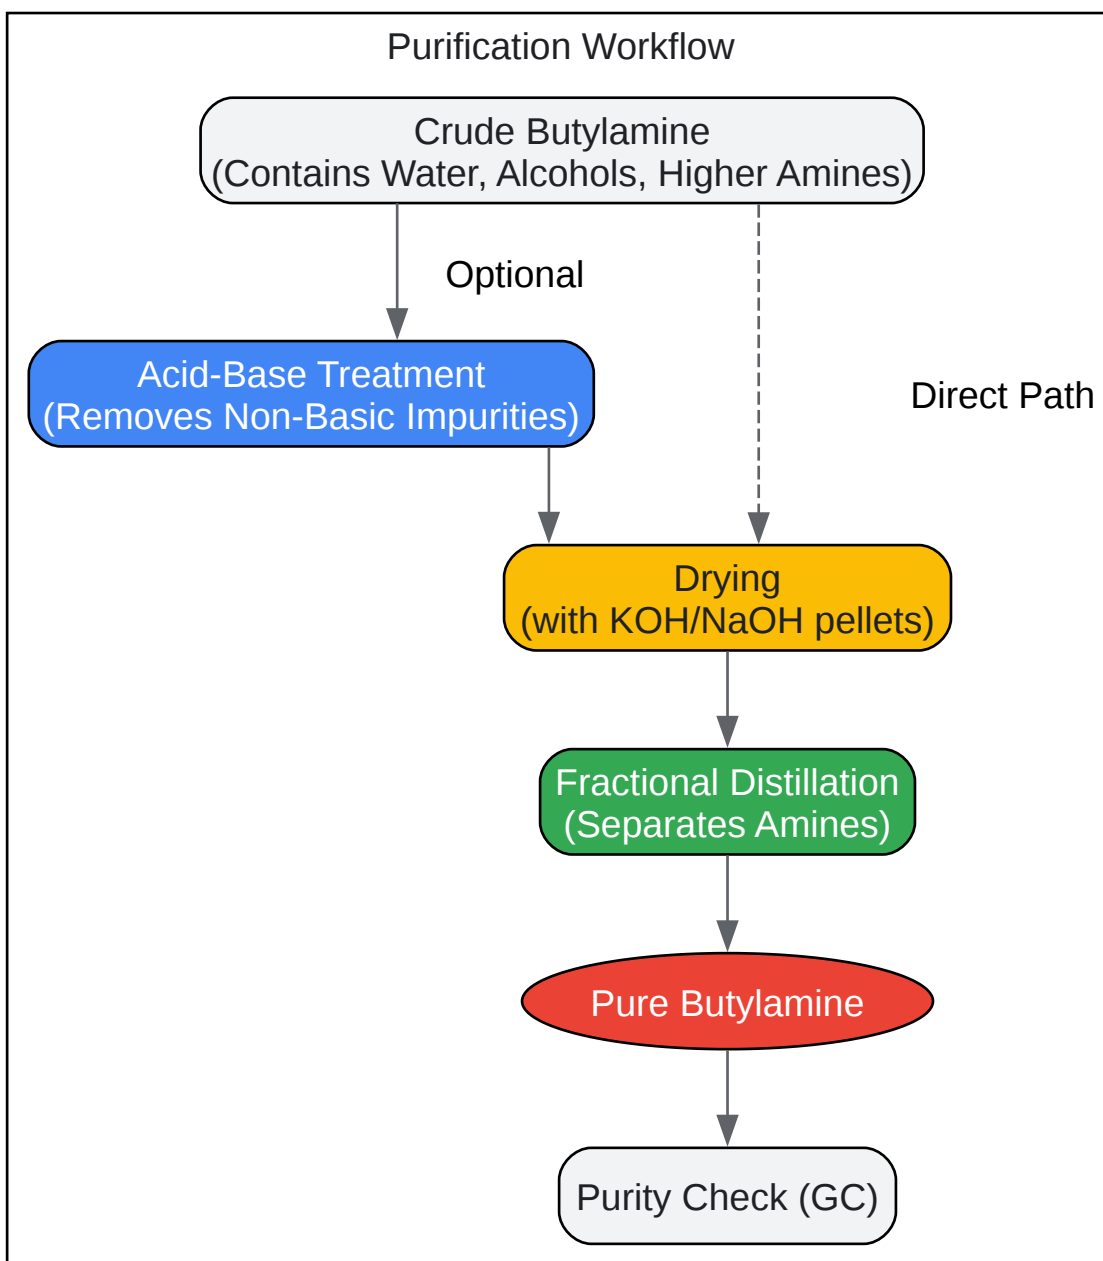 Purification Workflow
Crude Butylamine
(Contains Water, Alcohols, Higher Amines)
Optional
Acid-Base Treatment
(Removes Non-Basic Impurities)
Direct Path
Drying
(with KOH/NaOH pellets)
Fractional Distillation
(Separates Amines)
Pure Butylamine
Purity Check (GC)